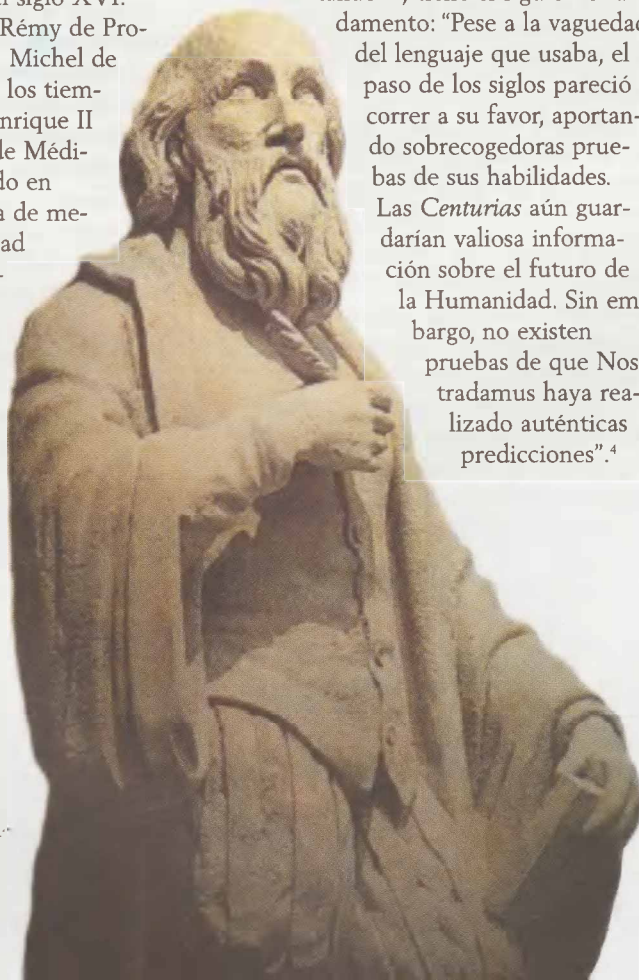 siglo XVI.
Rémy de Pro-
Michel de
los tiem-
nrique II
de Médi-
do en
a de me-
ad
damento: “Pese a la vaguedad
del lenguaje que usaba, el
paso de los siglos pareció
correr a su favor, aportan-
do sobrecogedoras prue-
bas de sus habilidades.
Las Centurias aún guar-
darían valiosa informa-
ción sobre el futuro de
la Humanidad. Sin em
bargo, no existen
pruebas de que Nos
tradamus haya rea-
lizado auténticas
predicciones”.⁴